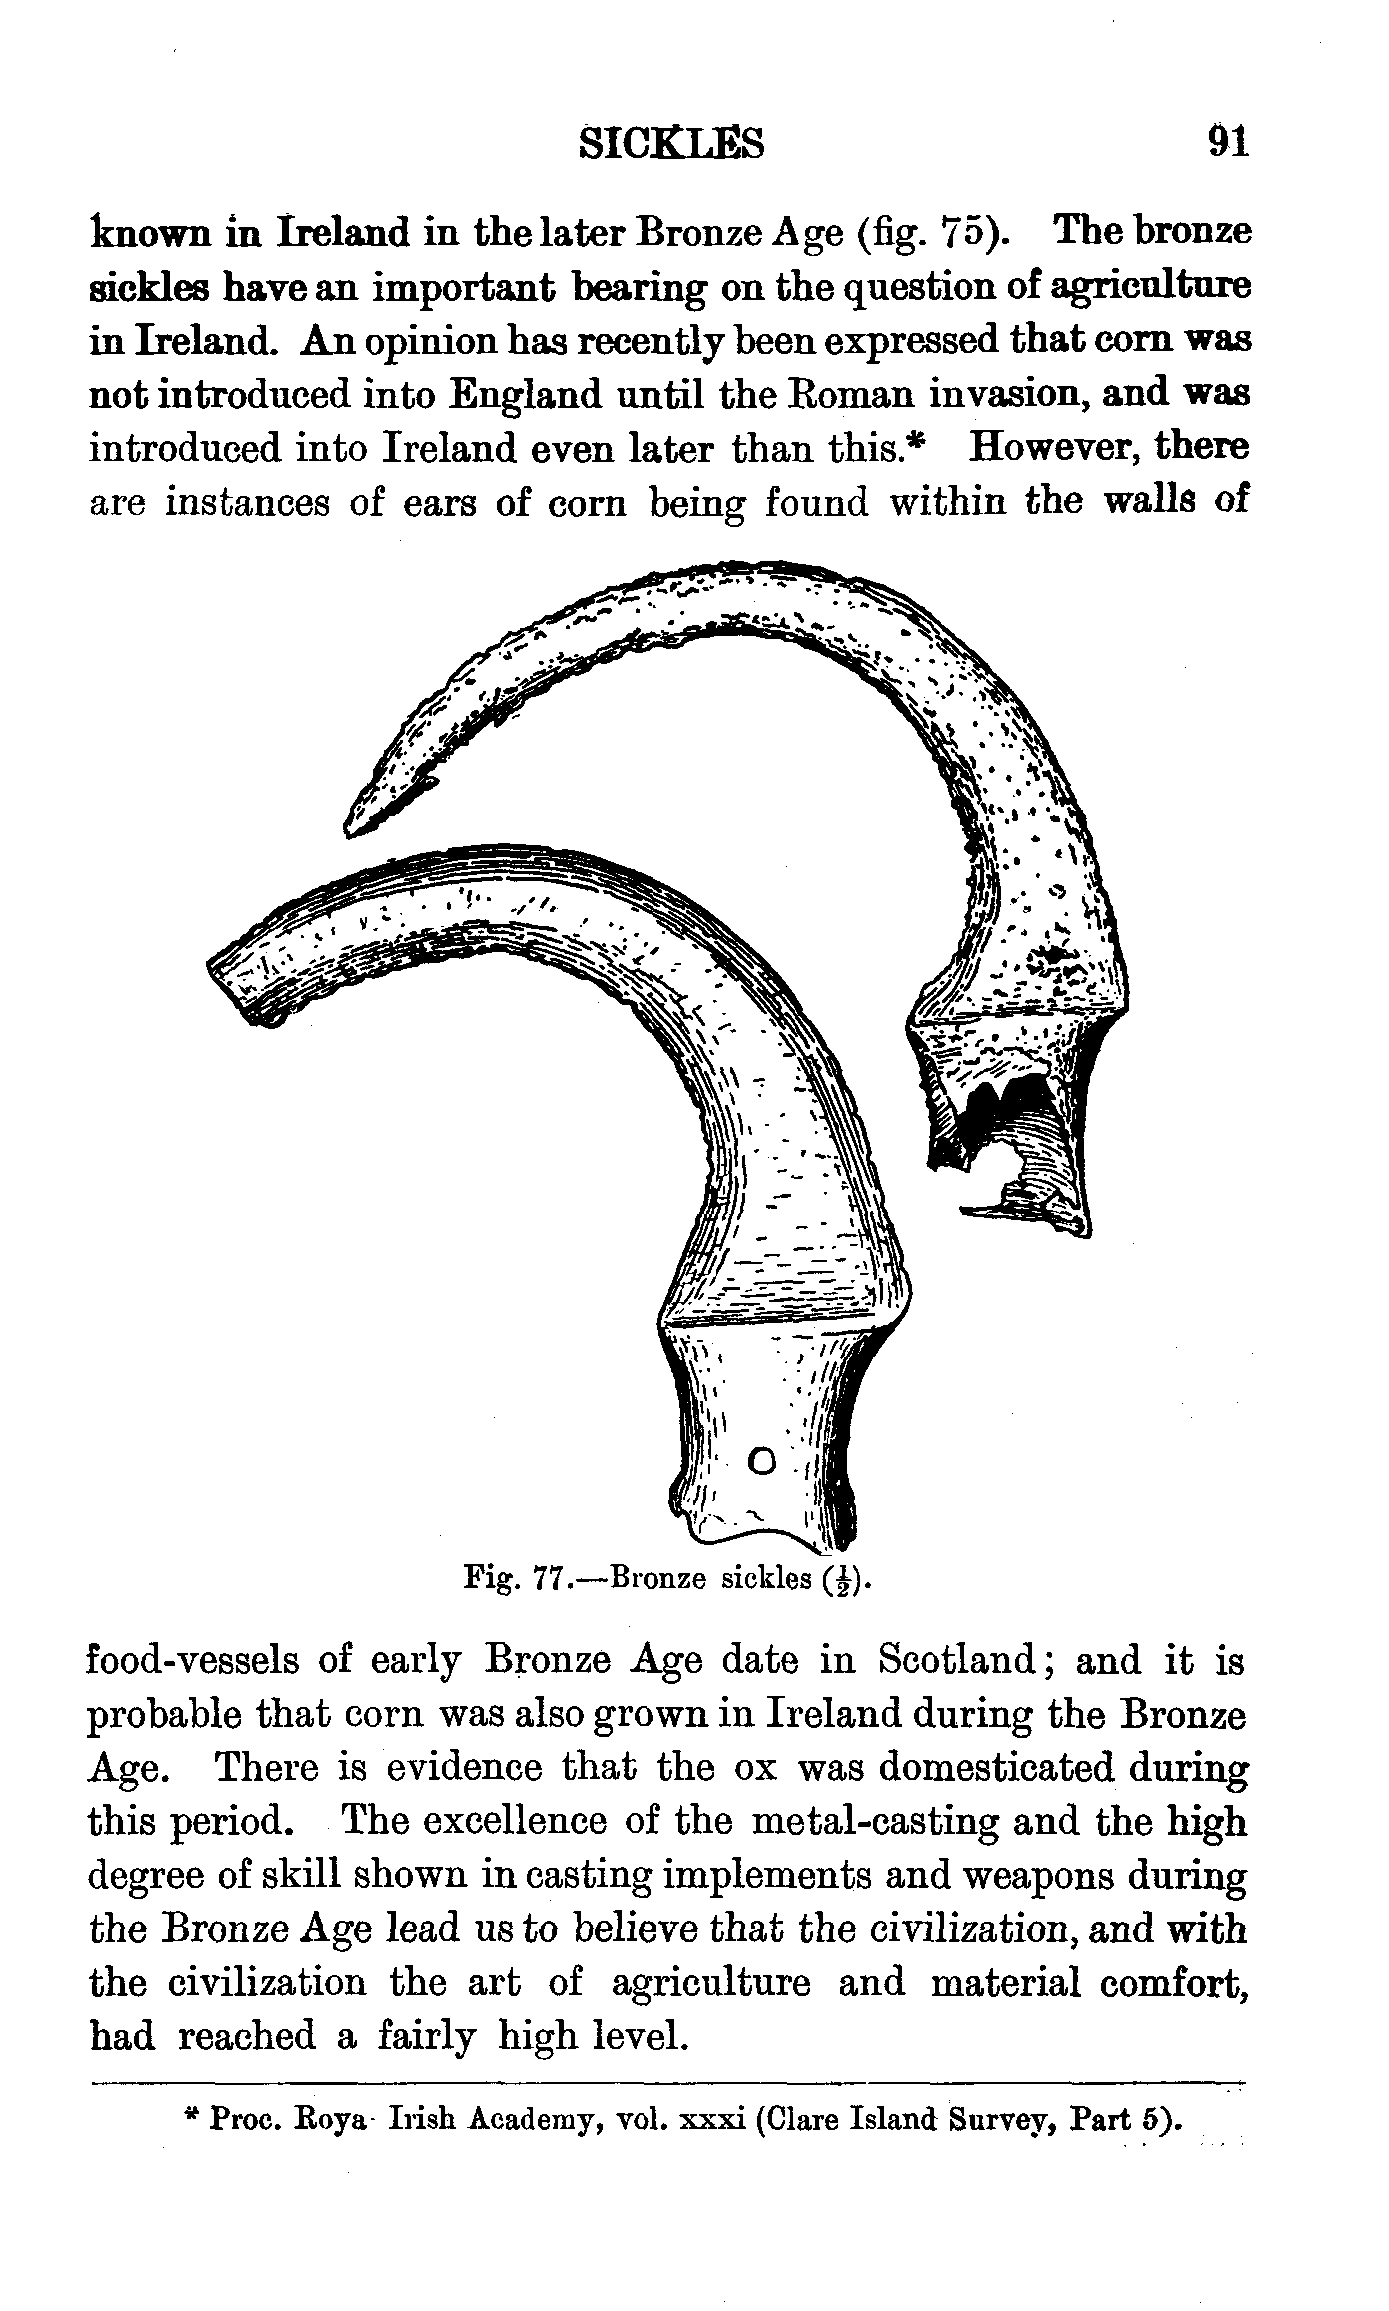 SICKLES 91
known in Ireland in the later Bronze Age (fig. 75). The bronze
sickles have an important bearing on the question of agriculture
in Ireland. An opinion has recently been expressed that corn was
not introduced into England until the Roman invasion, and was
introduced into Ireland even later than this.* However, there
are instances of ears of corn being found within the walls of
Fig. 77.—Bronze sickles (½).
food-vessels of early Bronze Age date in Scotland; and it is
probable that corn was also grown in Ireland during the Bronze
Age. There is evidence that the ox was domesticated during
this period. The excellence of the metal-casting and the high
degree of skill shown in casting implements and weapons during
the Bronze Age lead us to believe that the civilization, and with
the civilization the art of agriculture and material comfort,
had reached a fairly high level.
* Proc. Roya Irish Academy, vol. xxxi (Clare Island Survey, Part 5).